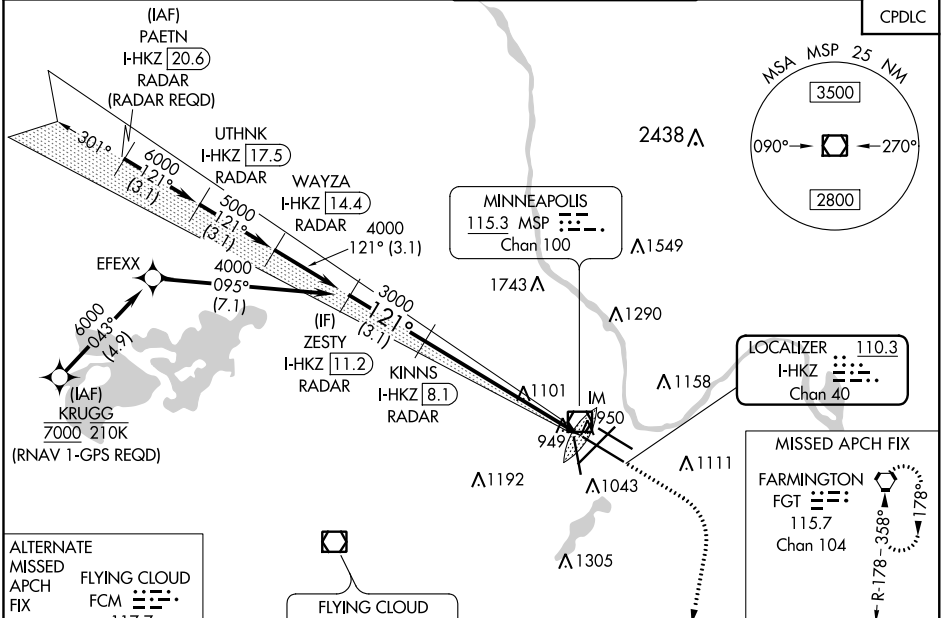 CPDLC
(IAF)
PAETN
I-HKZ 20.6
RADAR
(RADAR REQD)
301°
6000
121°
(3.1)
UTHNK
I-HKZ 17.5
RADAR
5000
121°
(3.1)
WAYZA
I-HKZ 14.4
RADAR
4000
121° (3.1)
MSA MSP 25 NM
3500
090°
270°
2800
2438
MINNEAPOLIS
115.3 MSP
Chan 100
1549
1743
1290
EFEXX
4000
095°
(7.1)
6000
043°
(4.9)
(IAF)
KRUGG
7000 210K
(RNAV 1-GPS REQD)
(IF)
ZESTY
I-HKZ 11.2
RADAR
3000
121°
(3.1)
KINNS
I-HKZ 8.1
RADAR
1101
IM
950
949
1158
LOCALIZER 110.3
I-HKZ
Chan 40
1192
1043
1111
1305
MISSED APCH FIX
FARMINGTON
FGT
115.7
Chan 104
178°
R-178
358°
ALTERNATE
MISSED
APCH
FIX
FLYING CLOUD
FCM
117.7
FLYING CLOUD